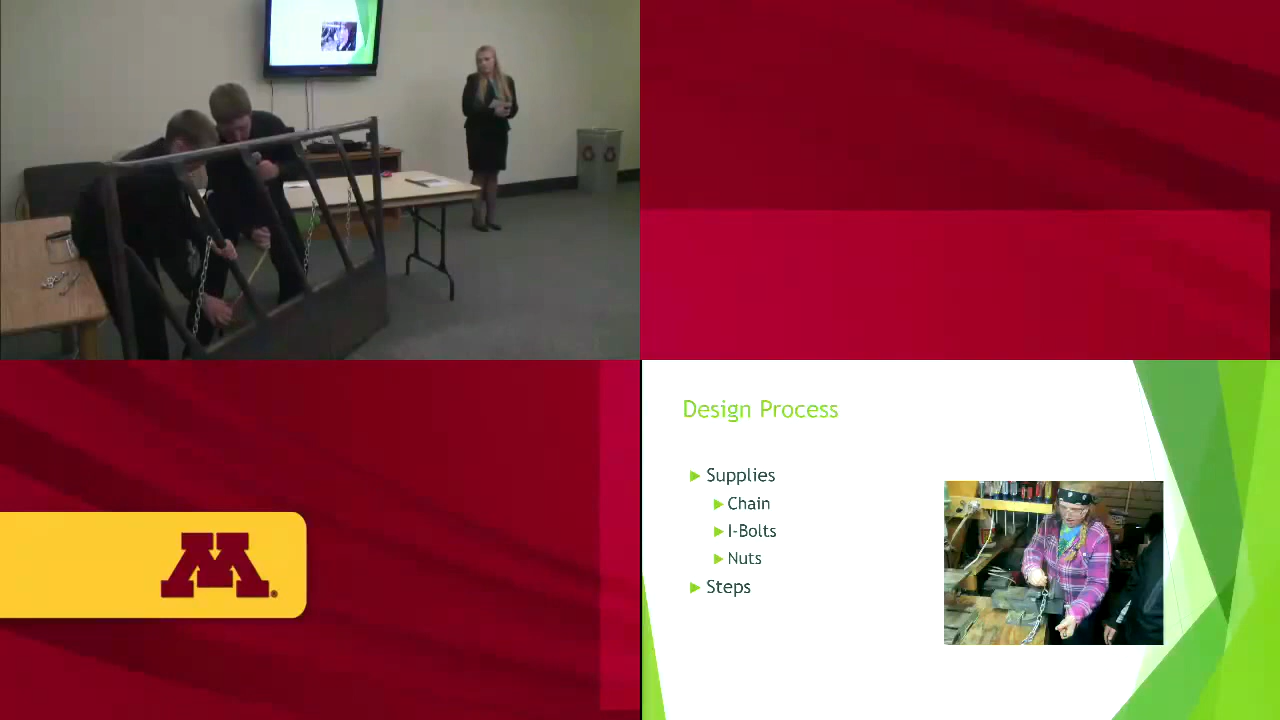 Design Process
Supplies
Chain
I-Bolts
Nuts
Steps
M